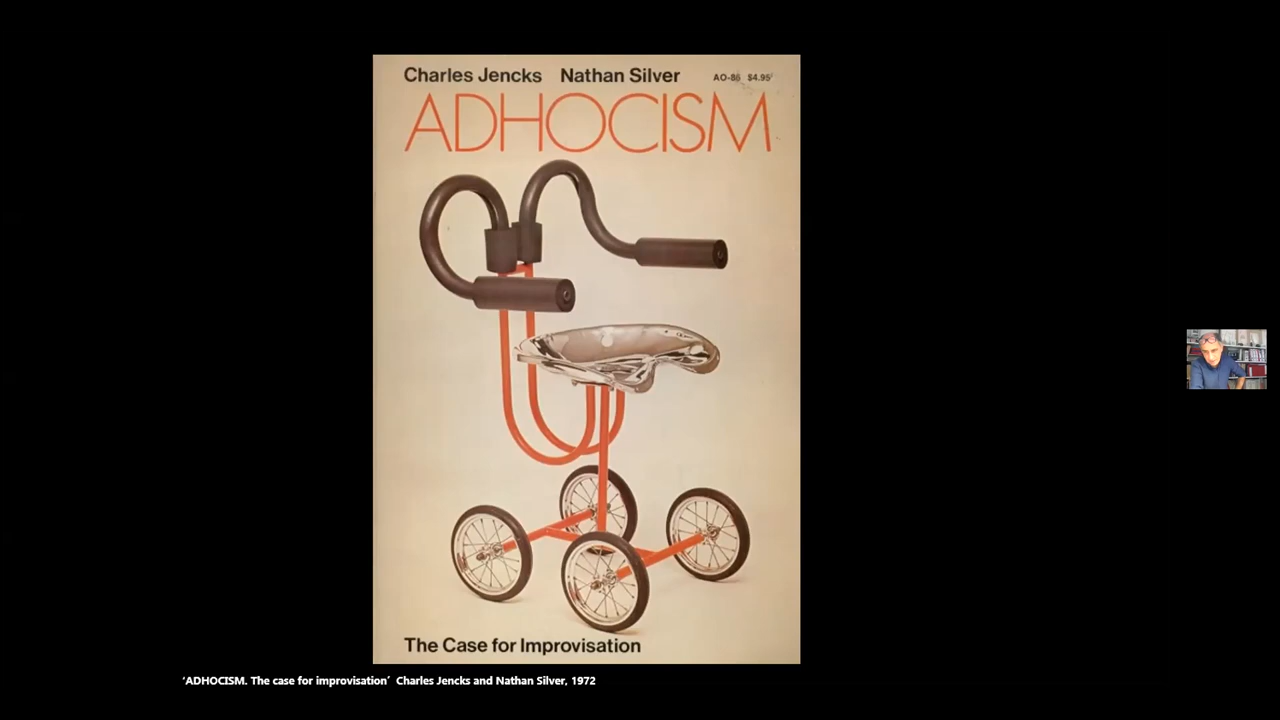 Charles Jencks Nathan Silver AO-86 $4.95
ADHOCISM
The Case for Improvisation
‘ADHOCISM. The case for improvisation’ Charles Jencks and Nathan Silver, 1972